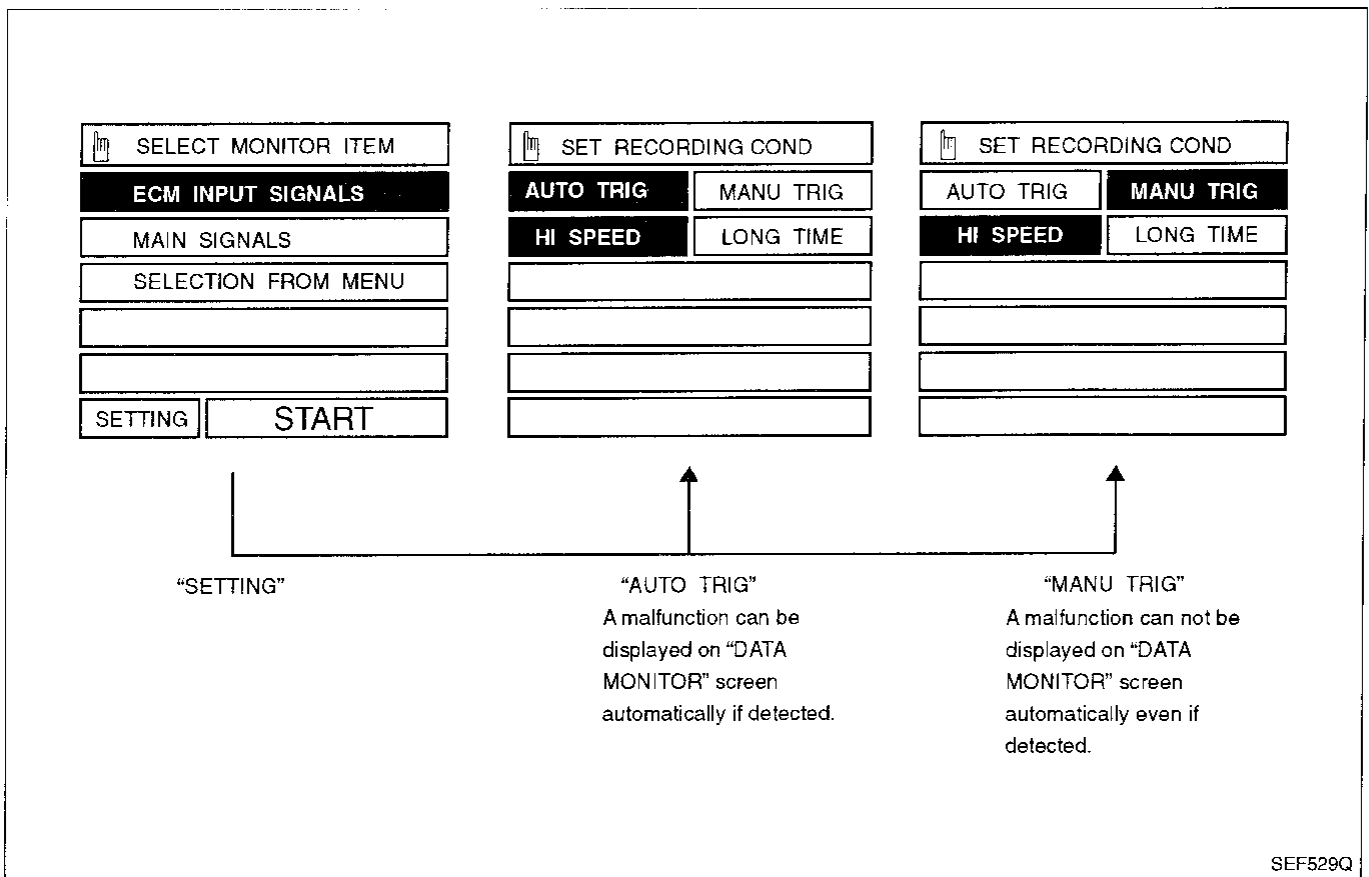 SELECT MONITOR ITEM
ECM INPUT SIGNALS
MAIN SIGNALS
SELECTION FROM MENU
SETTING START
SET RECORDING COND
AUTO TRIG MANU TRIG
HI SPEED LONG TIME
SET RECORDING COND
AUTO TRIG MANU TRIG
HI SPEED LONG TIME
“SETTING”
“AUTO TRIG”
A malfunction can be
displayed on “DATA
MONITOR” screen
automatically if detected.
“MANU TRIG”
A malfunction can not be
displayed on “DATA
MONITOR” screen
automatically even if
detected.
SEF529Q